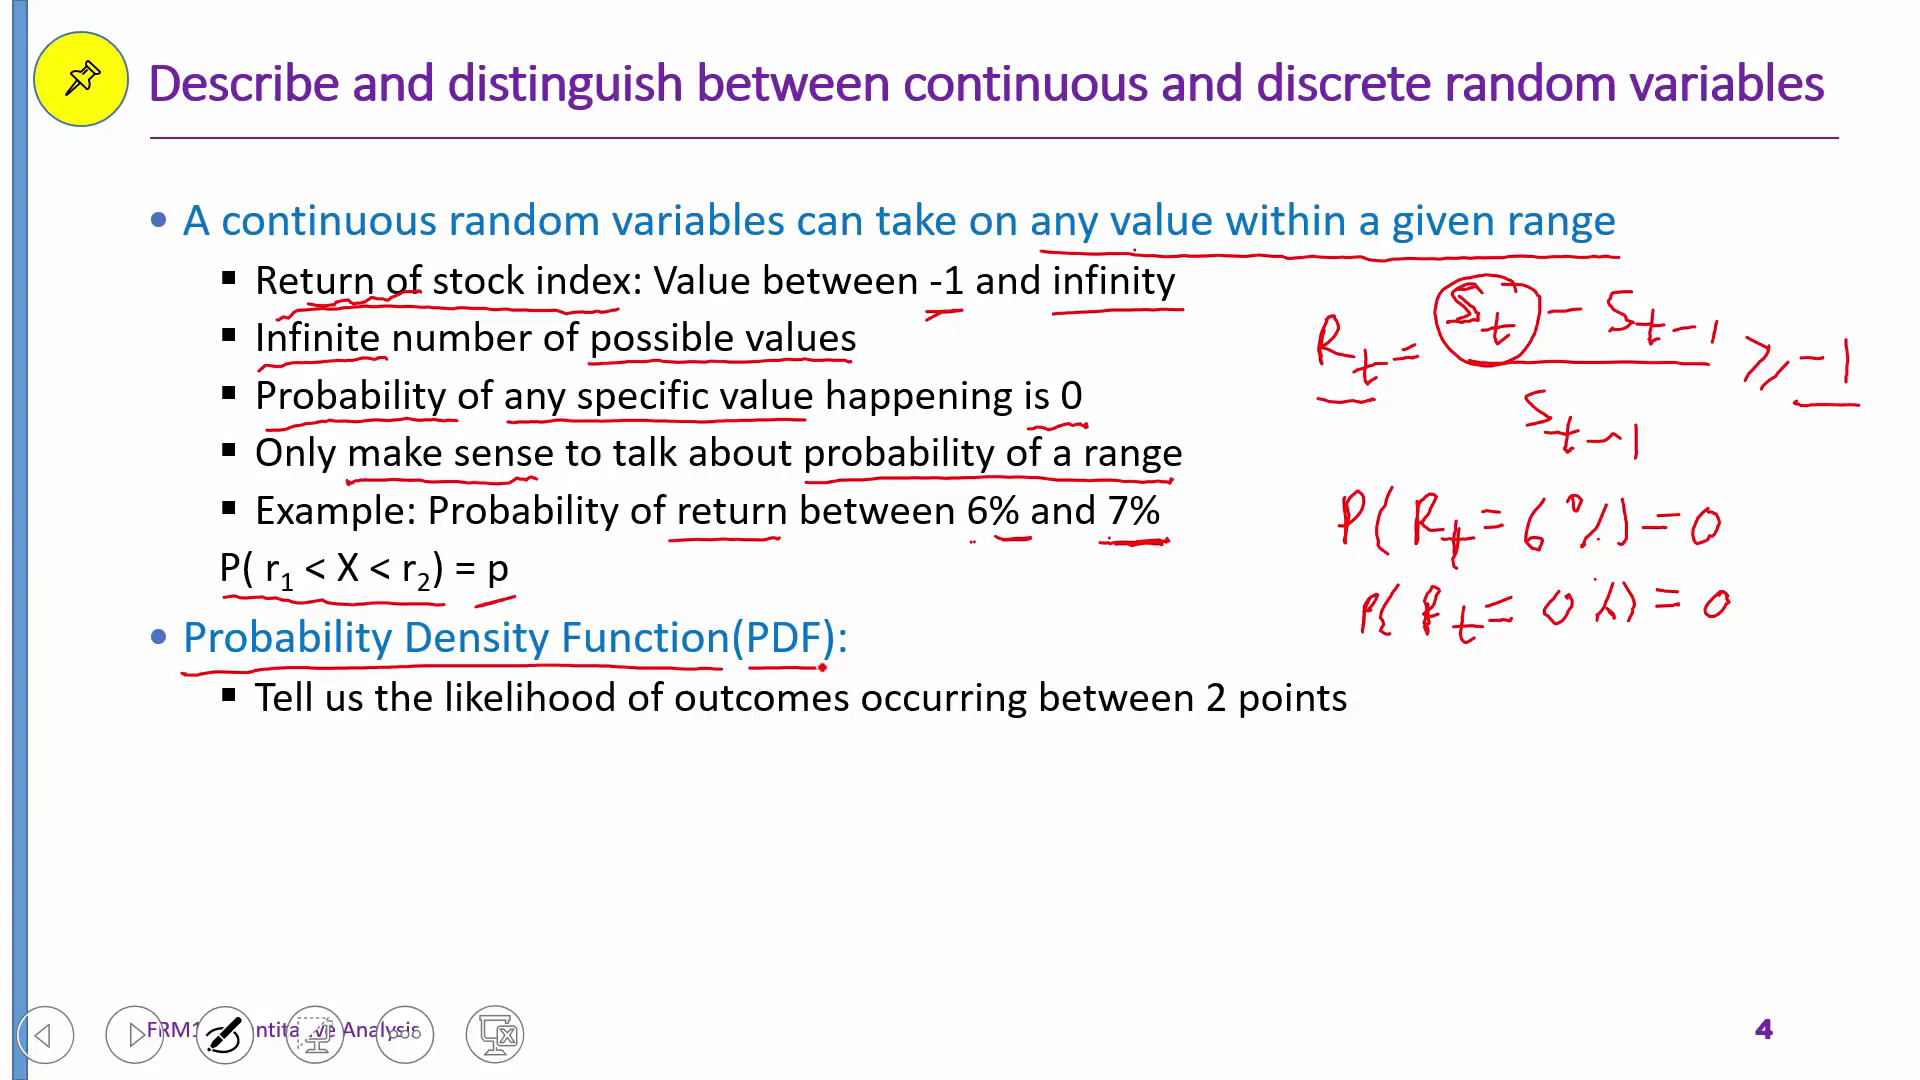 Describe and distinguish between continuous and discrete random variables
• A continuous random variables can take on any value within a given range
▪ Return of stock index: Value between -1 and infinity
▪ Infinite number of possible values
▪ Probability of any specific value happening is 0
▪ Only make sense to talk about probability of a range
▪ Example: Probability of return between 6% and 7%
P( r1 < X < r2) = p
• Probability Density Function(PDF):
▪ Tell us the likelihood of outcomes occurring between 2 points
Rt = St - St-1 ≥ -1
St-1
P( Rt = 6%) = 0
P( Rt = 0%) = 0
FRM1 ntita ve Analysis
4